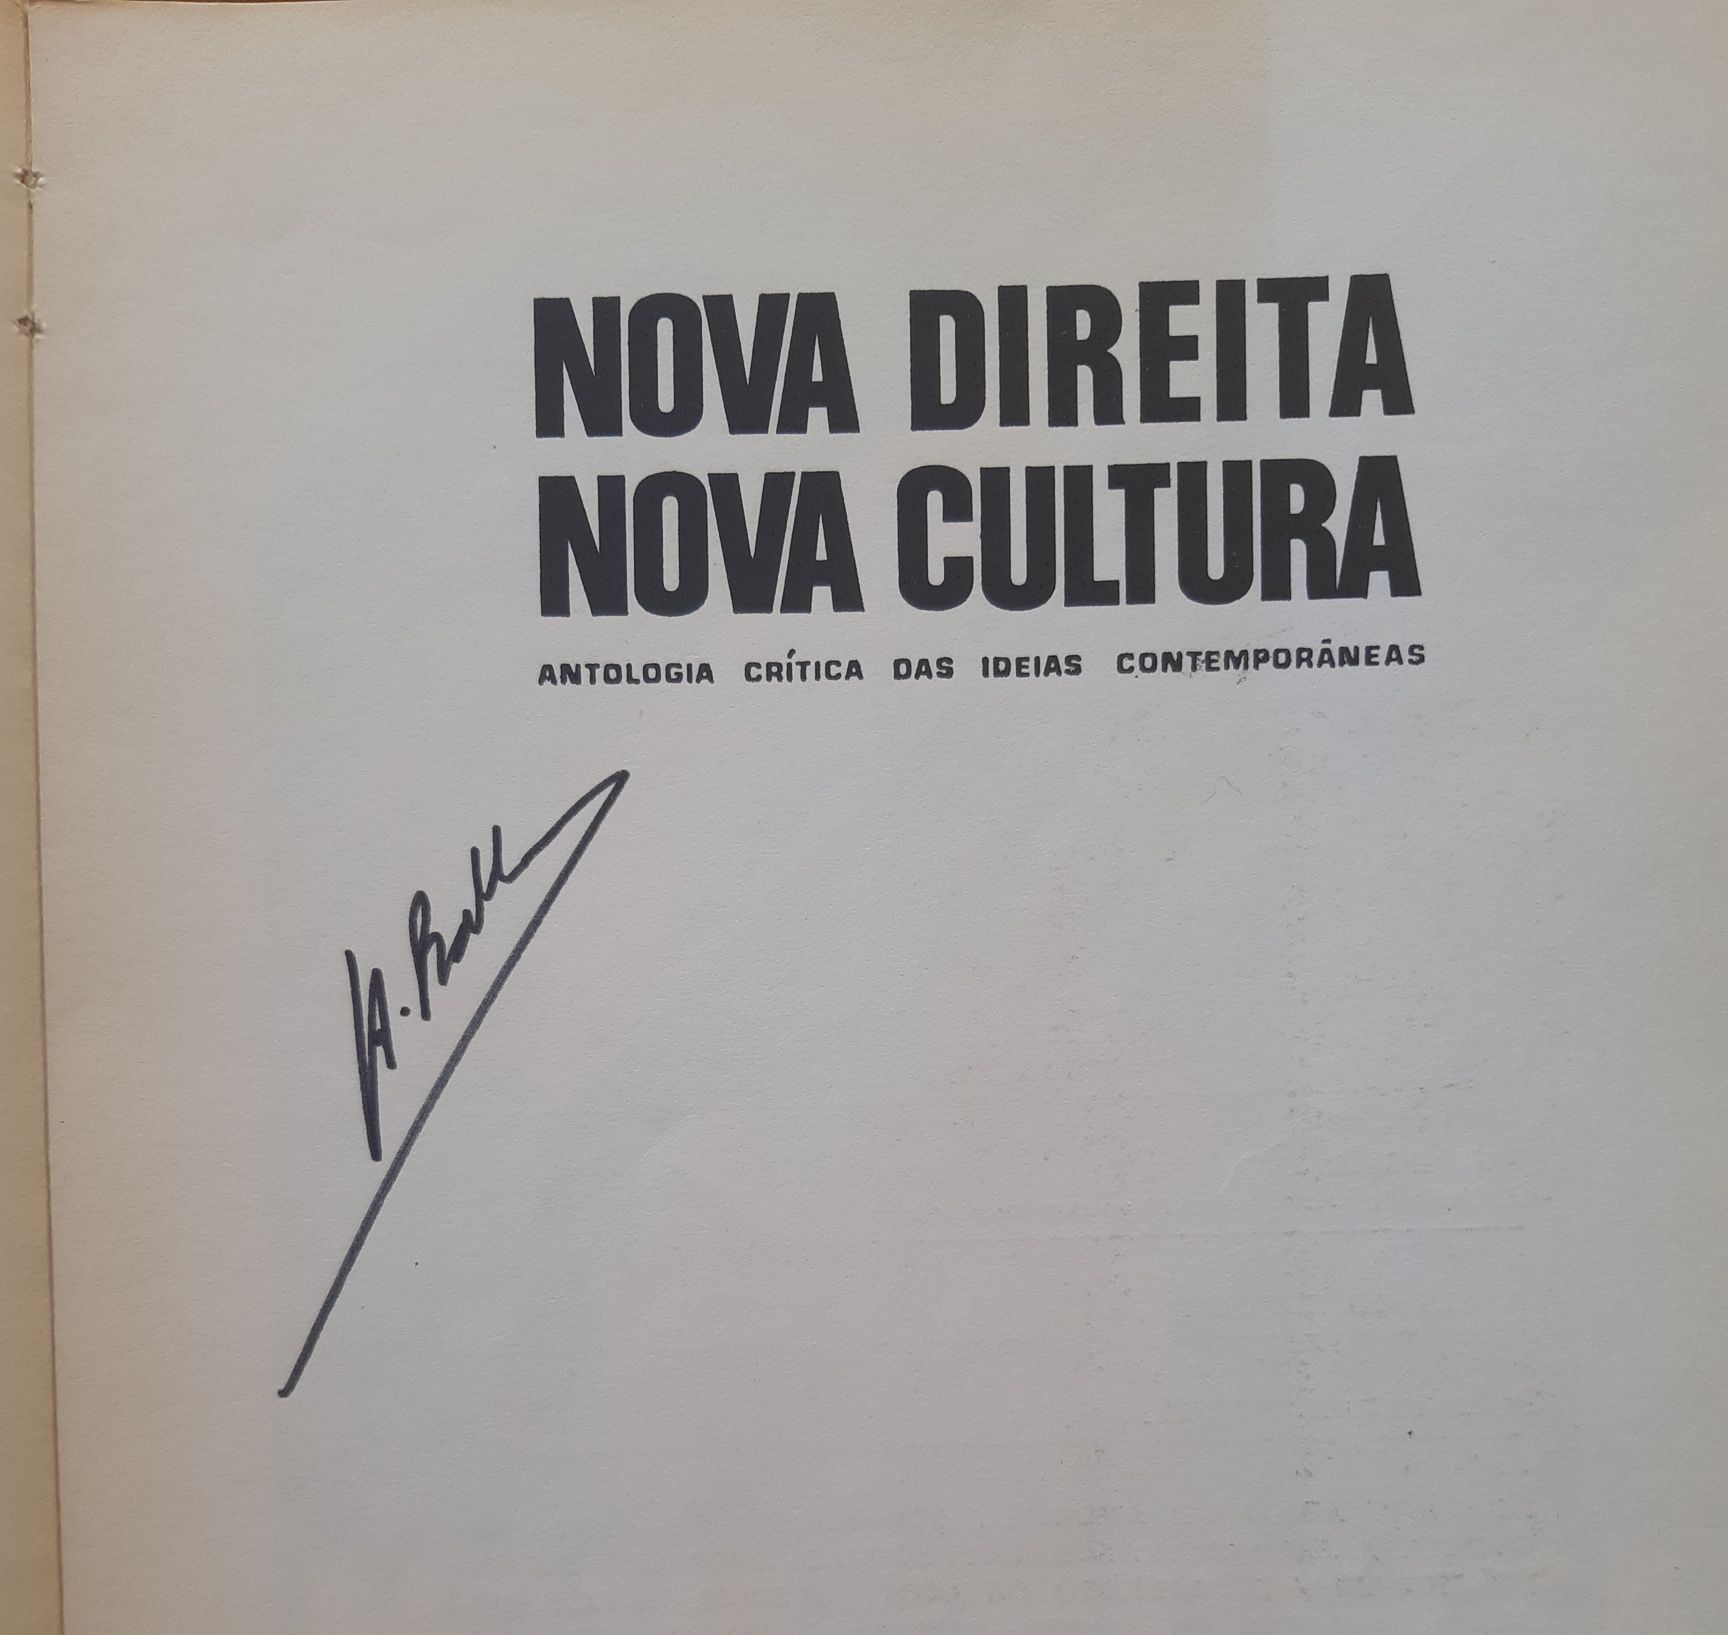 NOVA DIREITA
NOVA CULTURA
ANTOLOGIA CRÍTICA DAS IDEIAS CONTEMPORÂNEAS